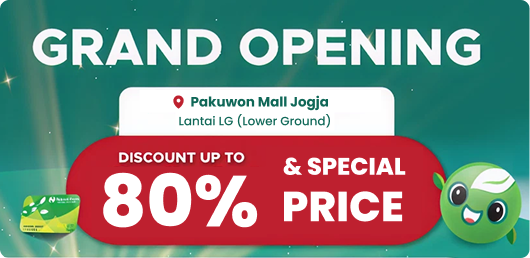 GRAND OPENING
Pakuwon Mall Jogja
Lantai LG (Lower Ground)
DISCOUNT UP TO
80%
& SPECIAL
PRICE